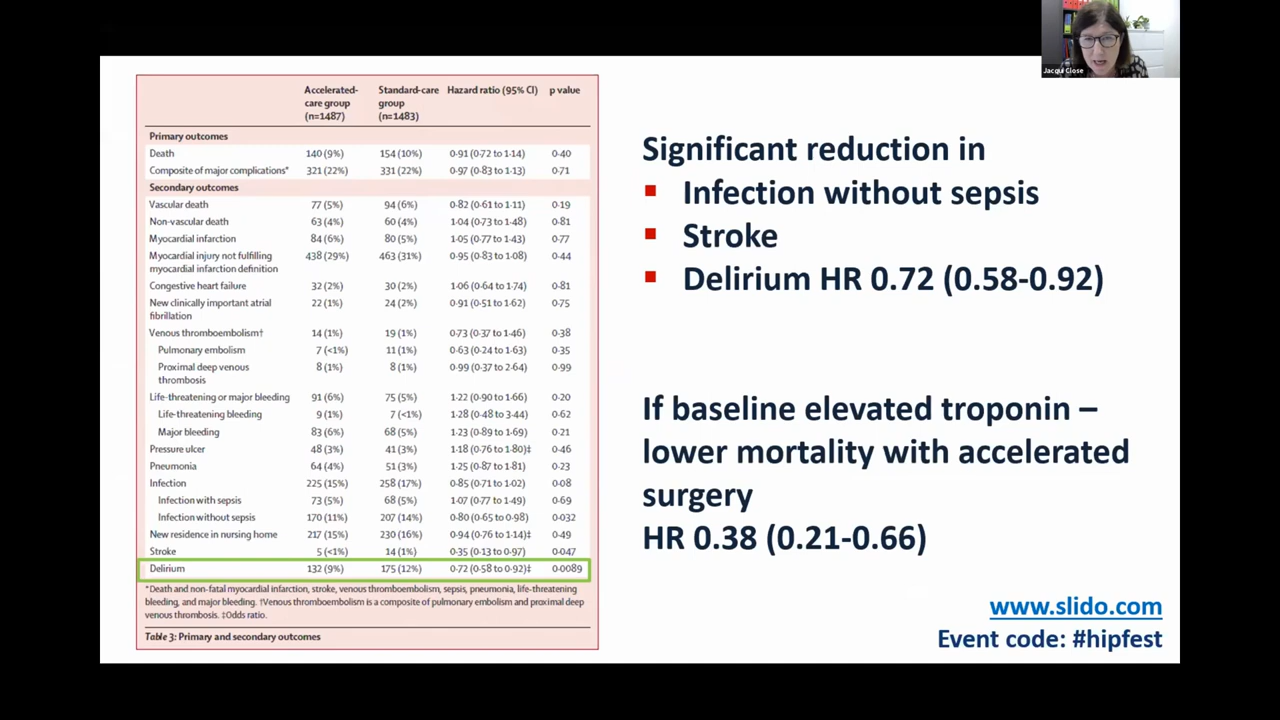 Jacqui Close
Accelerated- Standard-care Hazard ratio (95% CI) p value
care group group
(n=1487) (n=1483)
Primary outcomes
Death 140 (9%) 154 (10%) 0·91 (0·72 to 1·14) 0·40
Composite of major complications* 321 (22%) 331 (22%) 0·97 (0·83 to 1·13) 0·71
Secondary outcomes
Vascular death 77 (5%) 94 (6%) 0·82 (0·61 to 1·11) 0·19
Non-vascular death 63 (4%) 60 (4%) 1·04 (0·73 to 1·48) 0·81
Myocardial infarction 84 (6%) 80 (5%) 1·05 (0·77 to 1·43) 0·77
Myocardial injury not fulfilling 438 (29%) 463 (31%) 0·95 (0·83 to 1·08) 0·44
myocardial infarction definition
Congestive heart failure 32 (2%) 30 (2%) 1·06 (0·64 to 1·74) 0·81
New clinically important atrial 22 (1%) 24 (2%) 0·91 (0·51 to 1·62) 0·75
fibrillation
Venous thromboembolism† 14 (1%) 19 (1%) 0·73 (0·37 to 1·46) 0·38
Pulmonary embolism 7 (<1%) 11 (1%) 0·63 (0·24 to 1·63) 0·35
Proximal deep venous 8 (1%) 8 (1%) 0·99 (0·37 to 2·64) 0·99
thrombosis
Life-threatening or major bleeding 91 (6%) 75 (5%) 1·22 (0·90 to 1·66) 0·20
Life-threatening bleeding 9 (1%) 7 (<1%) 1·28 (0·48 to 3·44) 0·62
Major bleeding 83 (6%) 68 (5%) 1·23 (0·89 to 1·69) 0·21
Pressure ulcer 48 (3%) 41 (3%) 1·18 (0·76 to 1·80)‡ 0·46
Pneumonia 64 (4%) 51 (3%) 1·25 (0·87 to 1·81) 0·23
Infection 225 (15%) 258 (17%) 0·85 (0·71 to 1·02) 0·08
Infection with sepsis 73 (5%) 68 (5%) 1·07 (0·77 to 1·49) 0·69
Infection without sepsis 170 (11%) 207 (14%) 0·80 (0·65 to 0·98) 0·032
New residence in nursing home 217 (15%) 230 (16%) 0·94 (0·76 to 1·14)‡ 0·49
Stroke 5 (<1%) 14 (1%) 0·35 (0·13 to 0·97) 0·047
Delirium 132 (9%) 175 (12%) 0·72 (0·58 to 0·92)‡ 0·0089
*Death and non-fatal myocardial infarction, stroke, venous thromboembolism, sepsis, pneumonia, life-threatening
bleeding, and major bleeding. †Venous thromboembolism is a composite of pulmonary embolism and proximal deep
venous thrombosis. ‡Odds ratio.
Table 3: Primary and secondary outcomes
Significant reduction in
▪ Infection without sepsis
▪ Stroke
▪ Delirium HR 0.72 (0.58-0.92)
If baseline elevated troponin –
lower mortality with accelerated
surgery
HR 0.38 (0.21-0.66)
www.slido.com
Event code: #hipfest